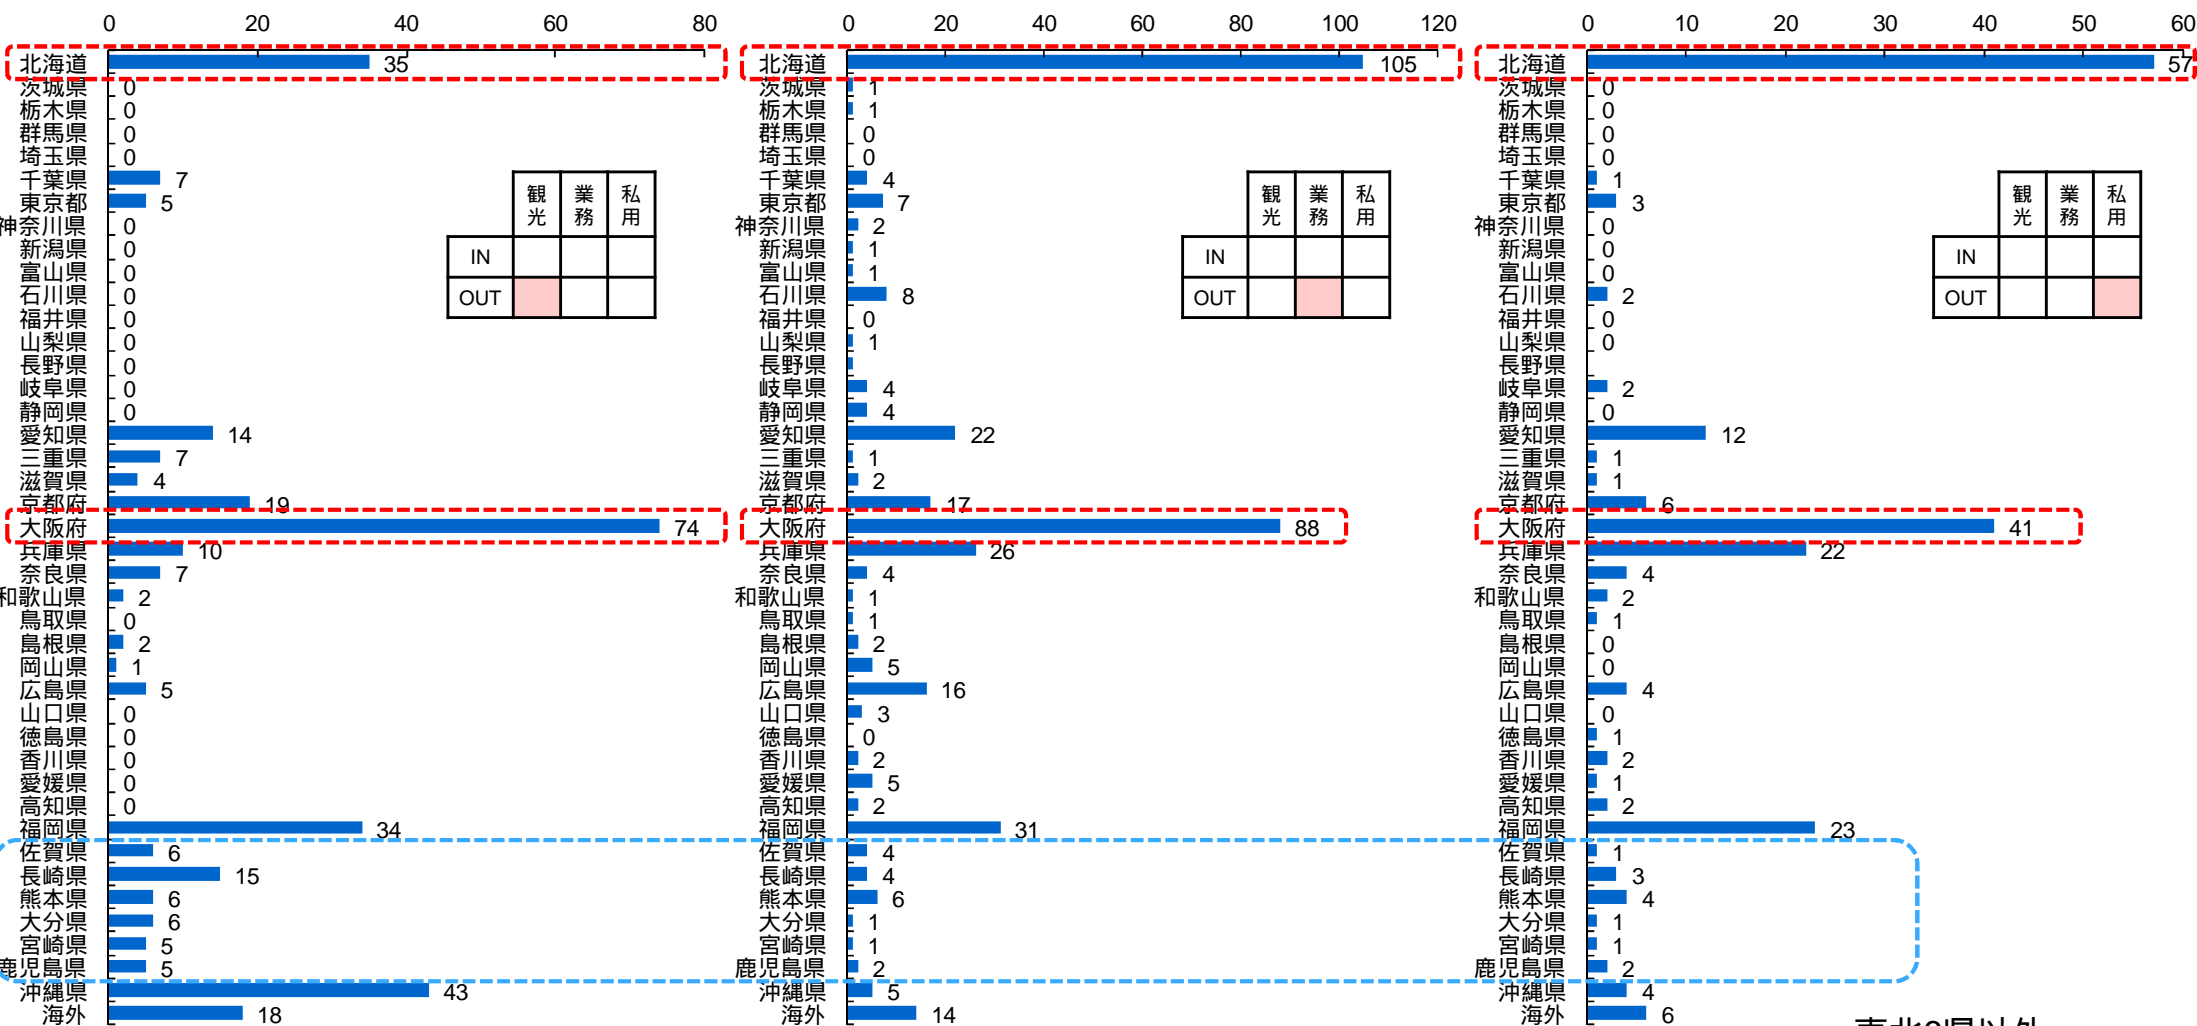 0 20 40 60 80
北海道 35
茨城県 0
栃木県 0
群馬県 0
埼玉県 0
千葉県 7
東京都 5
神奈川県 0
新潟県 0
富山県 0
石川県 0
福井県 0
山梨県 0
長野県 0
岐阜県 0
静岡県 0
愛知県 14
三重県 7
滋賀県 4
京都府 19
大阪府 74
兵庫県 10
奈良県 7
和歌山県 2
鳥取県 0
島根県 2
岡山県 1
広島県 5
山口県 0
徳島県 0
香川県 0
愛媛県 0
高知県 0
福岡県 34
佐賀県 6
長崎県 15
熊本県 6
大分県 6
宮崎県 5
鹿児島県 5
沖縄県 43
海外 18
観光 業務 私用
IN
OUT
0 20 40 60 80 100 120
北海道 105
茨城県 1
栃木県 1
群馬県 0
埼玉県 0
千葉県 4
東京都 7
神奈川県 2
新潟県 1
富山県 1
石川県 8
福井県 0
山梨県 1
長野県
岐阜県 4
静岡県 4
愛知県 22
三重県 1
滋賀県 2
京都府 17
大阪府 88
兵庫県 26
奈良県 4
和歌山県 1
鳥取県 1
島根県 2
岡山県 5
広島県 16
山口県 3
徳島県 0
香川県 2
愛媛県 5
高知県 2
福岡県 31
佐賀県 4
長崎県 4
熊本県 6
大分県 1
宮崎県 1
鹿児島県 2
沖縄県 5
海外 14
観光 業務 私用
IN
OUT
0 10 20 30 40 50 60
北海道 57
茨城県 0
栃木県 0
群馬県 0
埼玉県 0
千葉県 1
東京都 3
神奈川県 0
新潟県 0
富山県 0
石川県 2
福井県 0
山梨県 0
長野県
岐阜県 2
静岡県 0
愛知県 12
三重県 1
滋賀県 1
京都府 6
大阪府 41
兵庫県 22
奈良県 4
和歌山県 2
鳥取県 1
島根県 0
岡山県 0
広島県 4
山口県 0
徳島県 1
香川県 2
愛媛県 1
高知県 2
福岡県 23
佐賀県 1
長崎県 3
熊本県 4
大分県 1
宮崎県 1
鹿児島県 2
沖縄県 4
海外 6
観光 業務 私用
IN
OUT